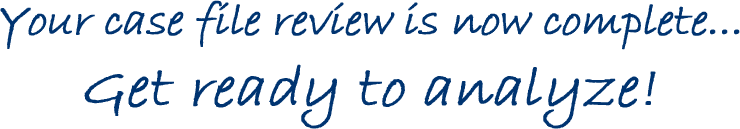 Your case file review is now complete...
Get ready to analyze!